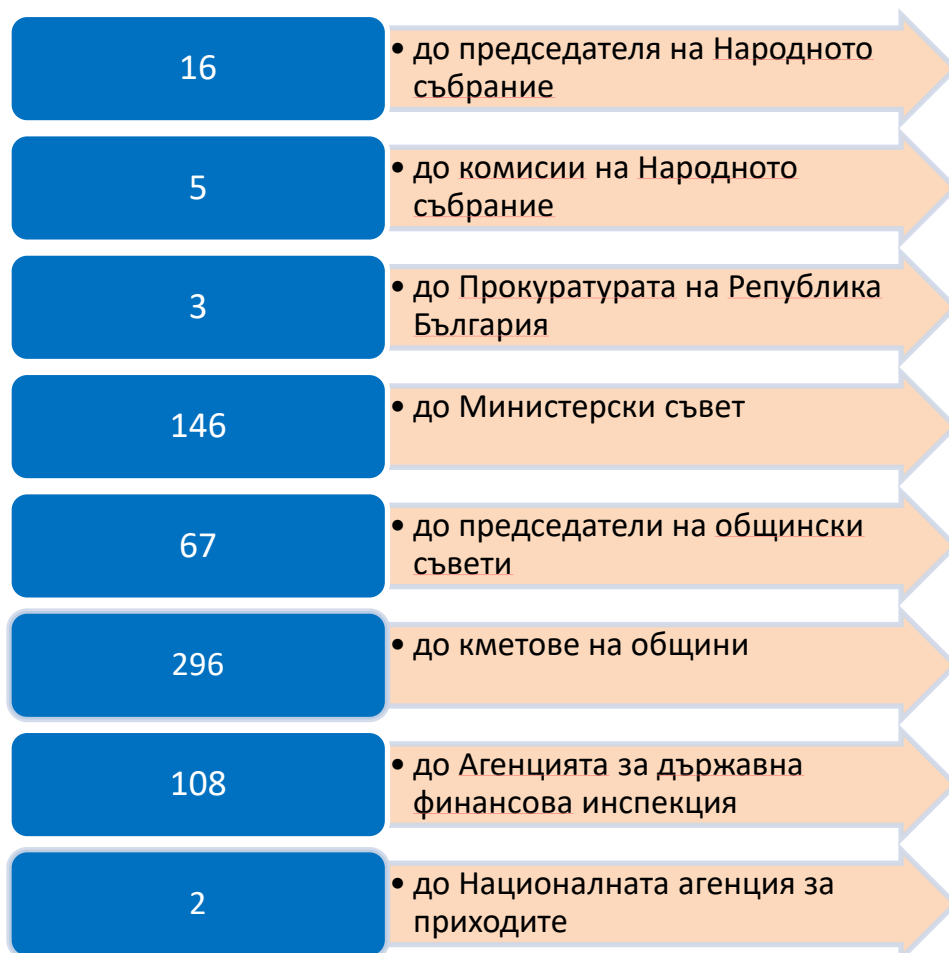 16
• до председателя на Народното
събрание
5
• до комисии на Народното
събрание
3
• до Прокуратурата на Република
България
146
• до Министерски съвет
67
• до председатели на общински
съвети
296
• до кметове на общини
108
• до Агенцията за държавна
финансова инспекция
2
• до Националната агенция за
приходите